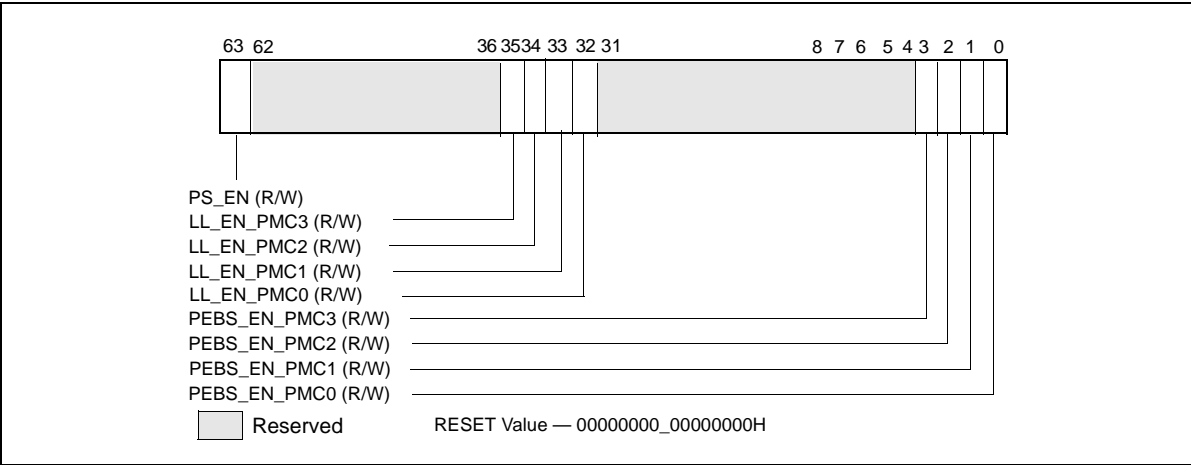 63 62 36 35 34 33 32 31 8 7 6 5 4 3 2 1 0
PS_EN (R/W)
LL_EN_PMC3 (R/W)
LL_EN_PMC2 (R/W)
LL_EN_PMC1 (R/W)
LL_EN_PMC0 (R/W)
PEBS_EN_PMC3 (R/W)
PEBS_EN_PMC2 (R/W)
PEBS_EN_PMC1 (R/W)
PEBS_EN_PMC0 (R/W)
Reserved RESET Value — 00000000_00000000H